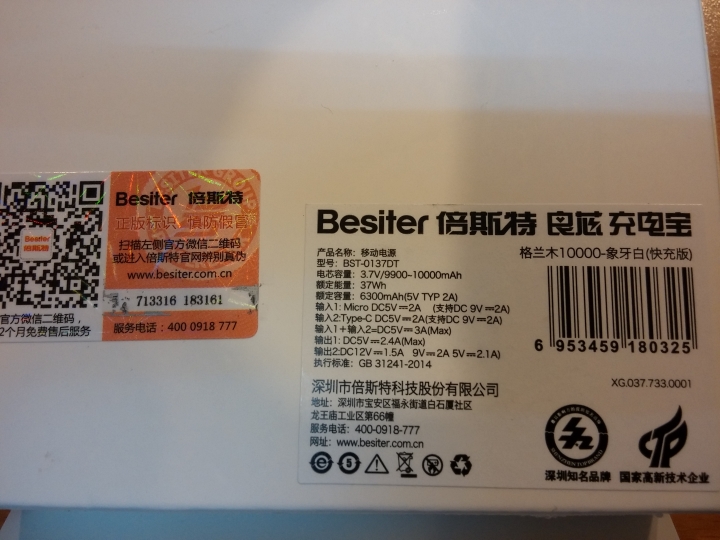 Besiter 倍斯特
正版标识 慎防假冒
扫描左侧官方微信二维码
或过入倍斯特官网辨别真伪
www.besiter.com.cn
713316 183161
服务电话：400 0918 777
Besiter
倍斯特
官方微信二维码，
2个月免费售后服务
Besiter 倍斯特 良芯 充电宝
格兰木10000-象牙白(快充版)
产品名称：移动电源
型号：BST-0137DT
电芯容量：3.7V/9900-10000mAh
额定能量：37Wh
额定容量：6300mAh(5V TYP 2A)
输入1：Micro DC5V⎓2A (支持DC 9V⎓2A)
输入2:Type-C DC5V⎓2A(支持DC 9V⎓2A)
输入1＋输入2=DC5V⎓3A(Max)
输出1：DC5V⎓2.4A(Max)
输出2:DC12V⎓1.5A 9V⎓2A 5V⎓2.1A)
执行标准：GB 31241-2014
6 953459 180325
XG.037.733.0001
深圳市倍斯特科技股份有限公司
地址：深圳市宝安区福永街道白石厦社区
龙王庙工业区第66幢
服务电话：400-0918-777
网址：www.besiter.com.cn
深圳知名品牌 国家高新技术企业